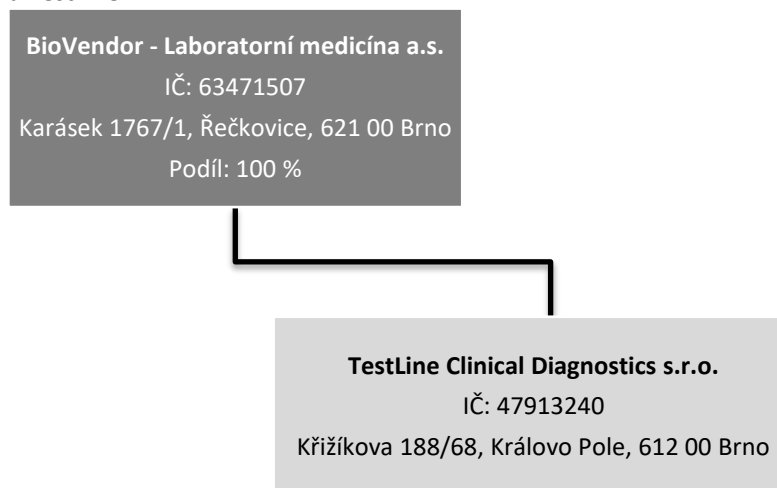 BioVendor - Laboratorní medicína a.s.
IČ: 63471507
Karásek 1767/1, Řečkovice, 621 00 Brno
Podíl: 100 %
TestLine Clinical Diagnostics s.r.o.
IČ: 47913240
Křižíkova 188/68, Královo Pole, 612 00 Brno